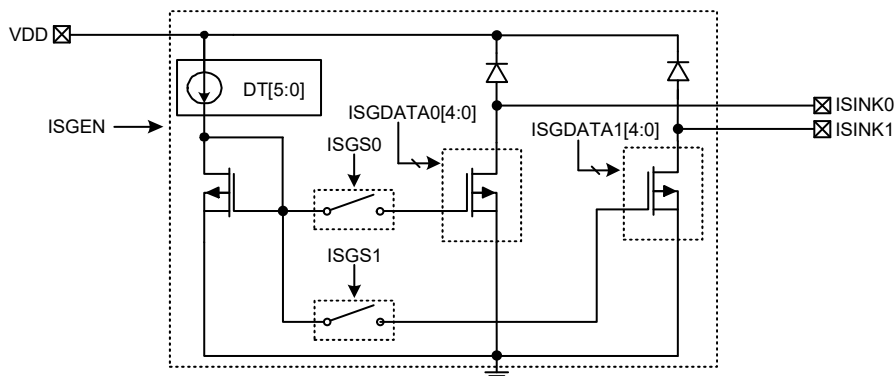 VDD
DT[5:0]
ISGEN
ISGS0
ISGDATA0[4:0]
ISGDATA1[4:0]
ISINK0
ISINK1
ISGS1